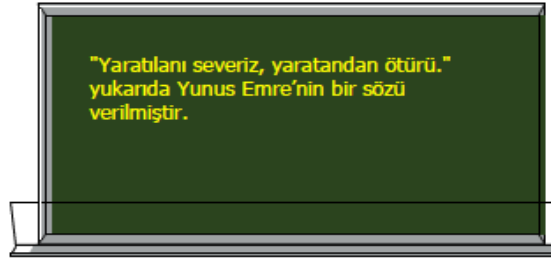 "Yaratılanı severiz, yaratandan ötürü."
yukarıda Yunus Emre'nin bir sözü
verilmiştir.